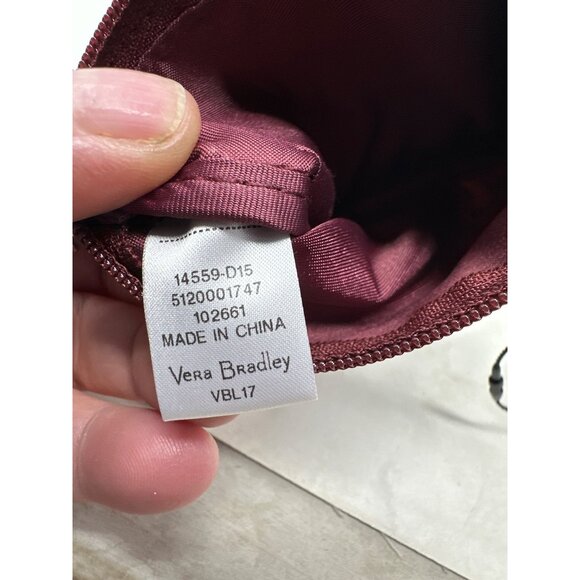 14559-D15
5120001747
102661
MADE IN CHINA
Vera Bradley
VBL17